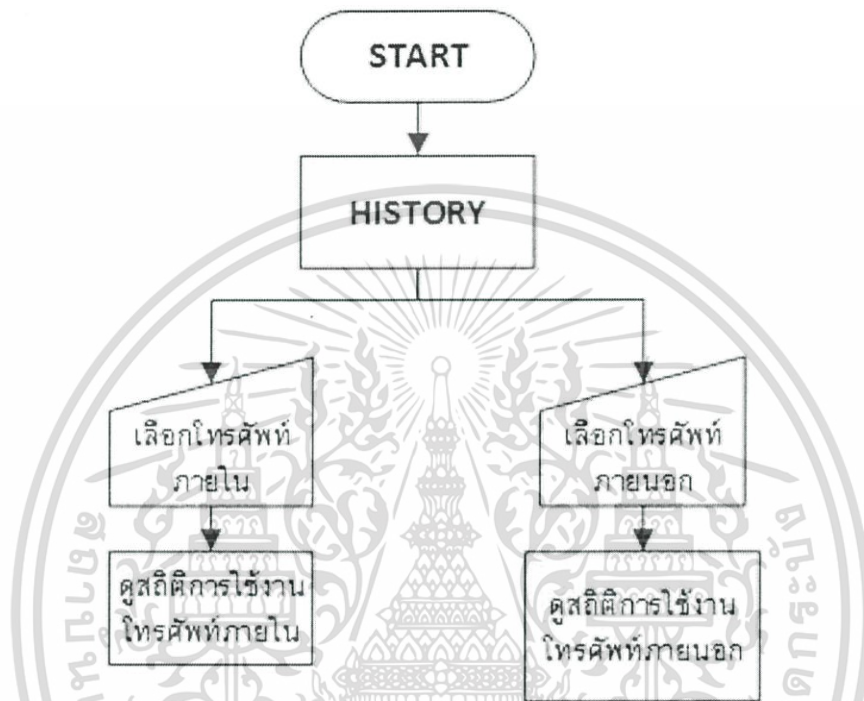 START
HISTORY
เลือกโทรศัพท์
ภายใน
เลือกโทรศัพท์
ภายนอก
ดูสถิติการใช้งาน
โทรศัพท์ภายใน
ดูสถิติการใช้งาน
โทรศัพท์ภายนอก